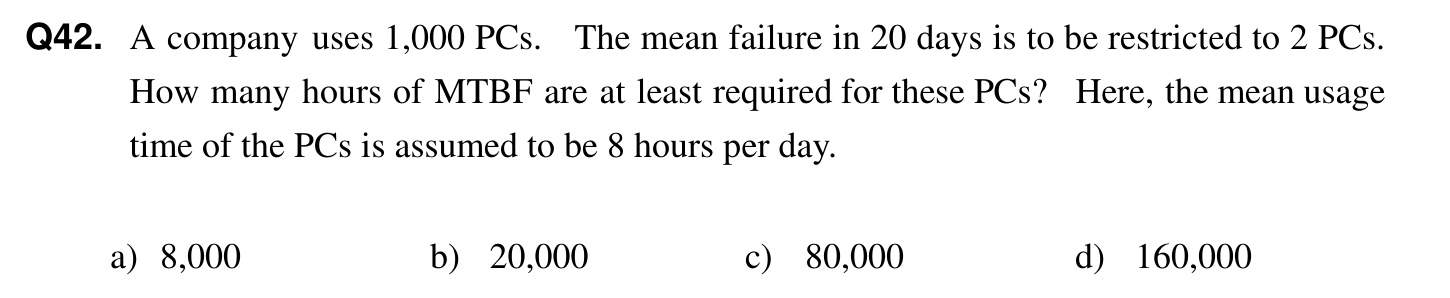 Q42. A company uses 1,000 PCs. The mean failure in 20 days is to be restricted to 2 PCs.
How many hours of MTBF are at least required for these PCs? Here, the mean usage
time of the PCs is assumed to be 8 hours per day.
a) 8,000 b) 20,000 c) 80,000 d) 160,000